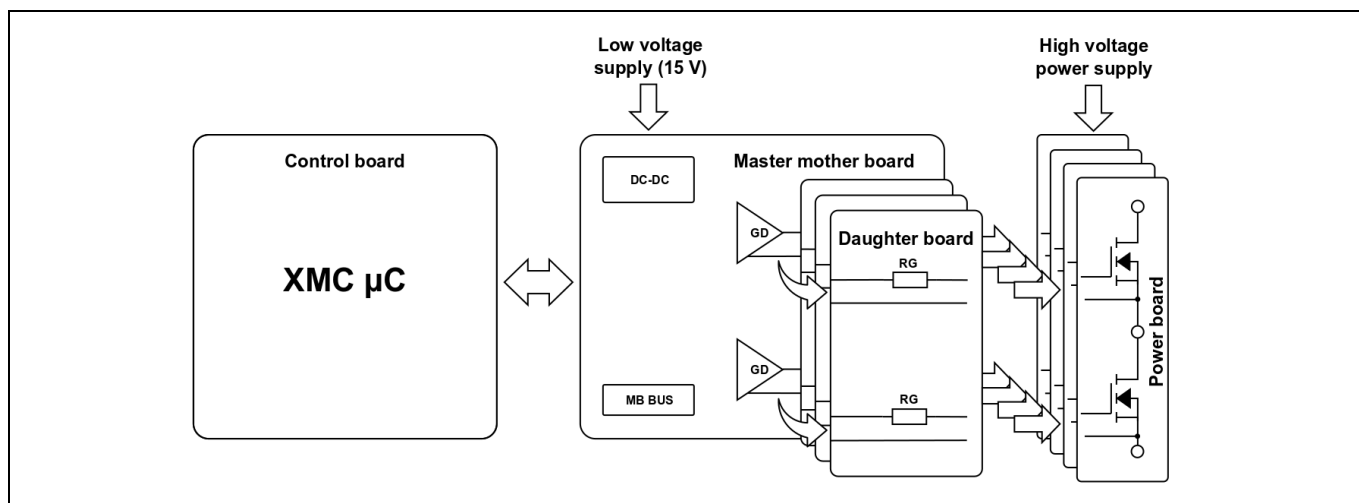 Low voltage
supply (15 V)
High voltage
power supply
Control board
XMC µC
Master mother board
DC-DC
GD
Daughter board
RG
MB BUS
GD
RG
Power board